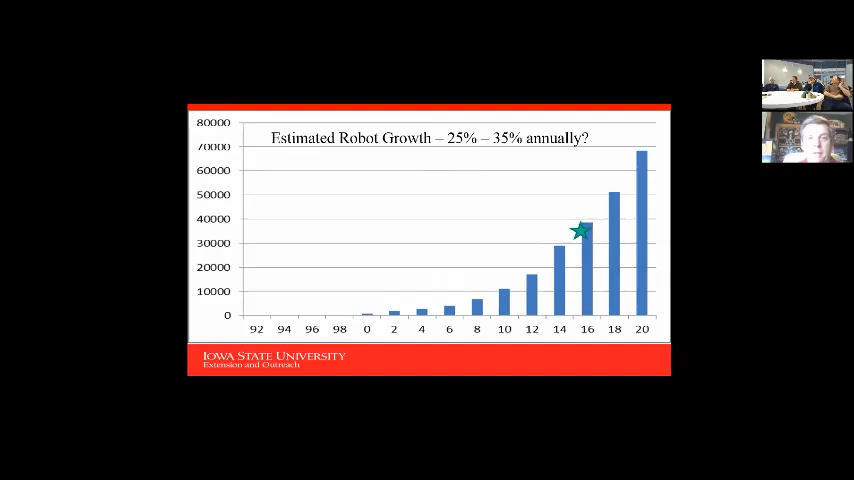 Estimated Robot Growth – 25% – 35% annually?
80000
70000
60000
50000
40000
30000
20000
10000
0
92 94 96 98 0 2 4 6 8 10 12 14 16 18 20
IOWA STATE UNIVERSITY
Extension and Outreach